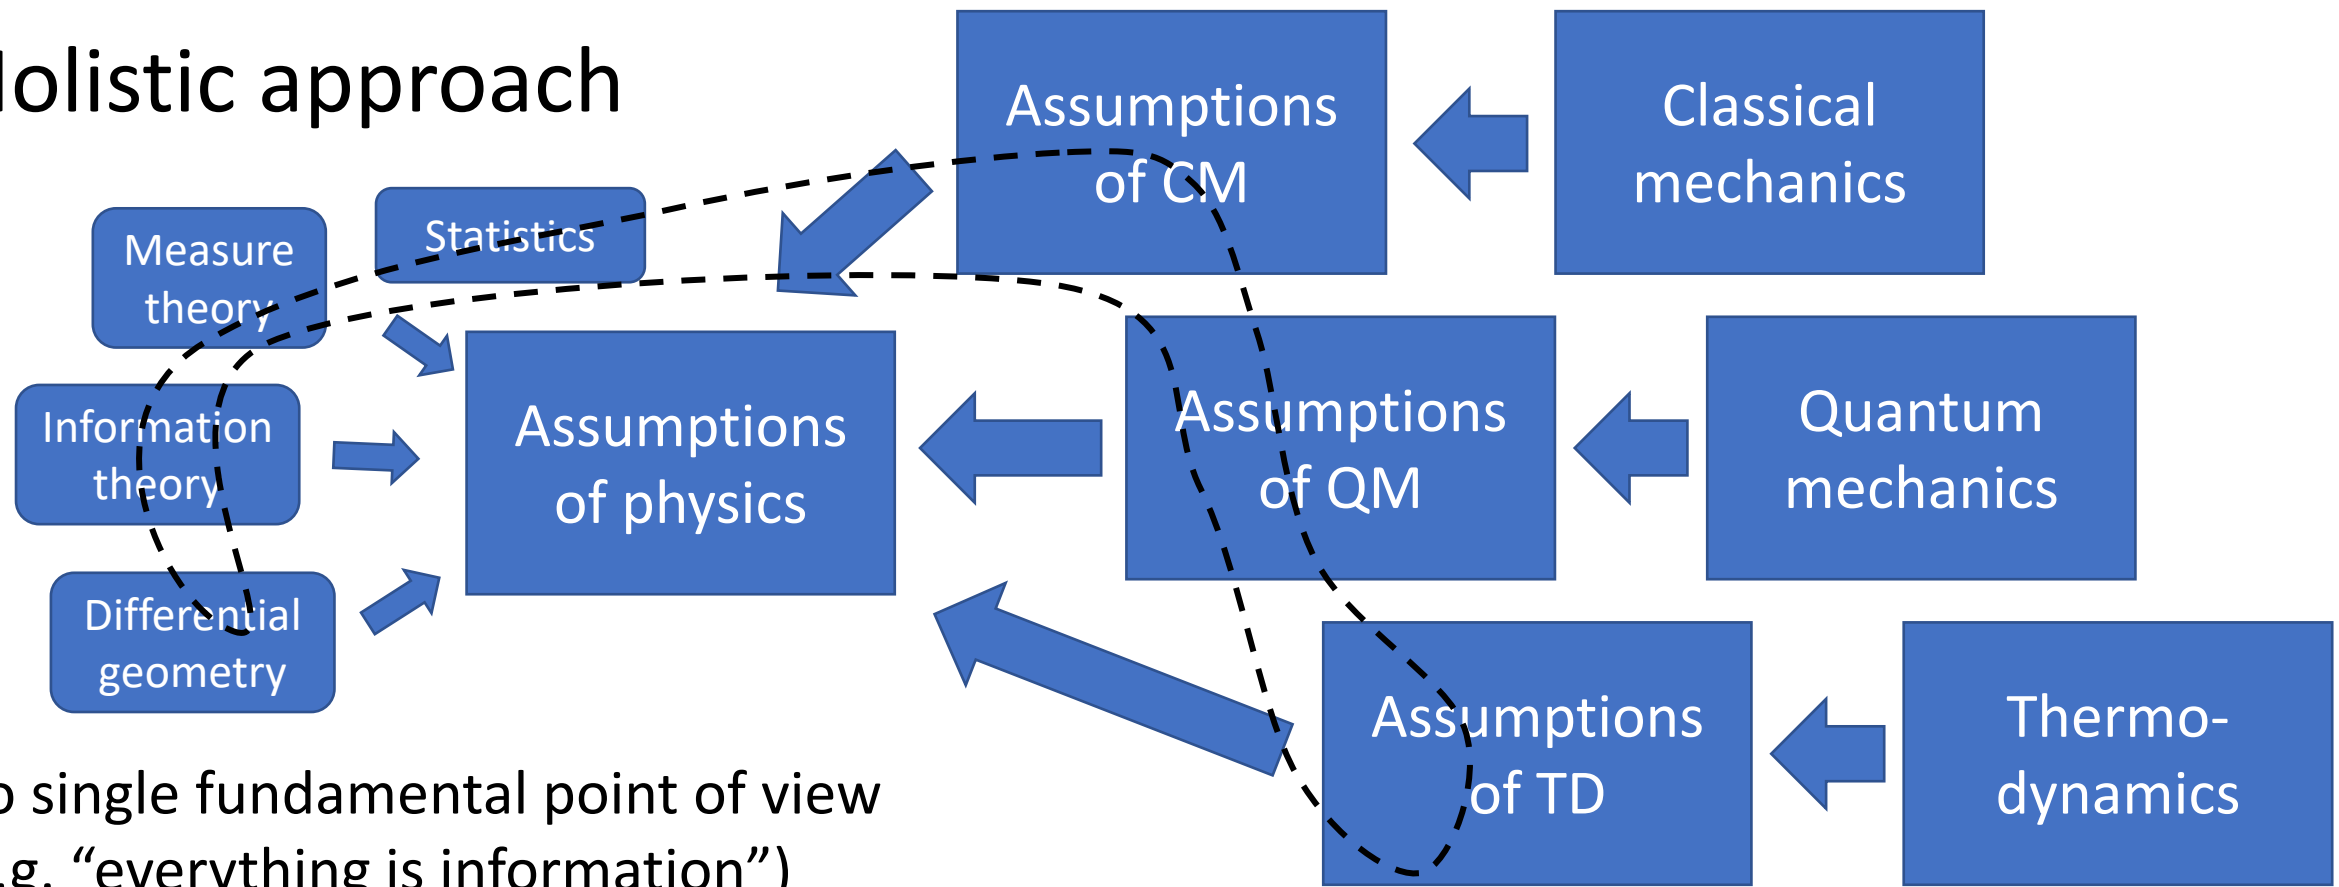 olistic approach
Assumptions
of CM
Classical
mechanics
Statistics
Measure
theory
Information
theory
Differential
geometry
Assumptions
of physics
Assumptions
of QM
Quantum
mechanics
Assumptions
of TD
Thermo-
dynamics
single fundamental point of view
.g. “everything is information”)